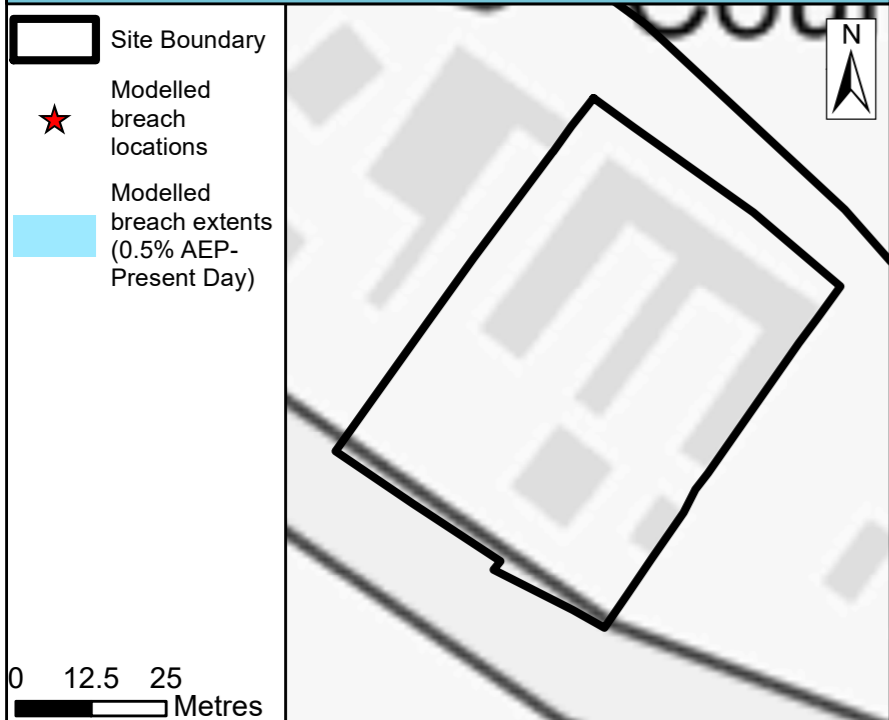 Site Boundary
Modelled
breach
locations
Modelled
breach extents
(0.5% AEP-
Present Day)
0 12.5 25
Metres
N